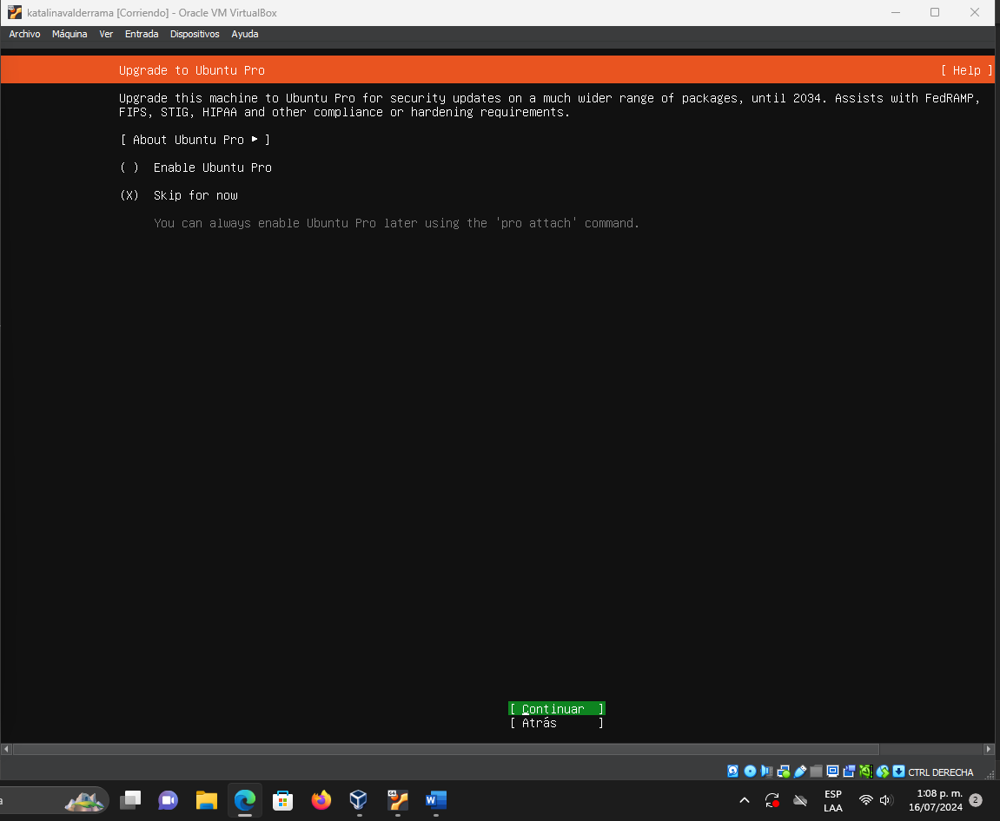 katalinavalderrama [Corriendo] - Oracle VM VirtualBox
Archivo Máquina Ver Entrada Dispositivos Ayuda
Upgrade to Ubuntu Pro [ Help ]
Upgrade this machine to Ubuntu Pro for security updates on a much wider range of packages, until 2034. Assists with FedRAMP,
FIPS, STIG, HIPAA and other compliance or hardening requirements.
[ About Ubuntu Pro ► ]
( ) Enable Ubuntu Pro
(X) Skip for now
You can always enable Ubuntu Pro later using the 'pro attach' command.
[ Continuar ]
[ Atrás ]
CTRL DERECHA
a
ESP
LAA
1:08 p. m.
16/07/2024
2